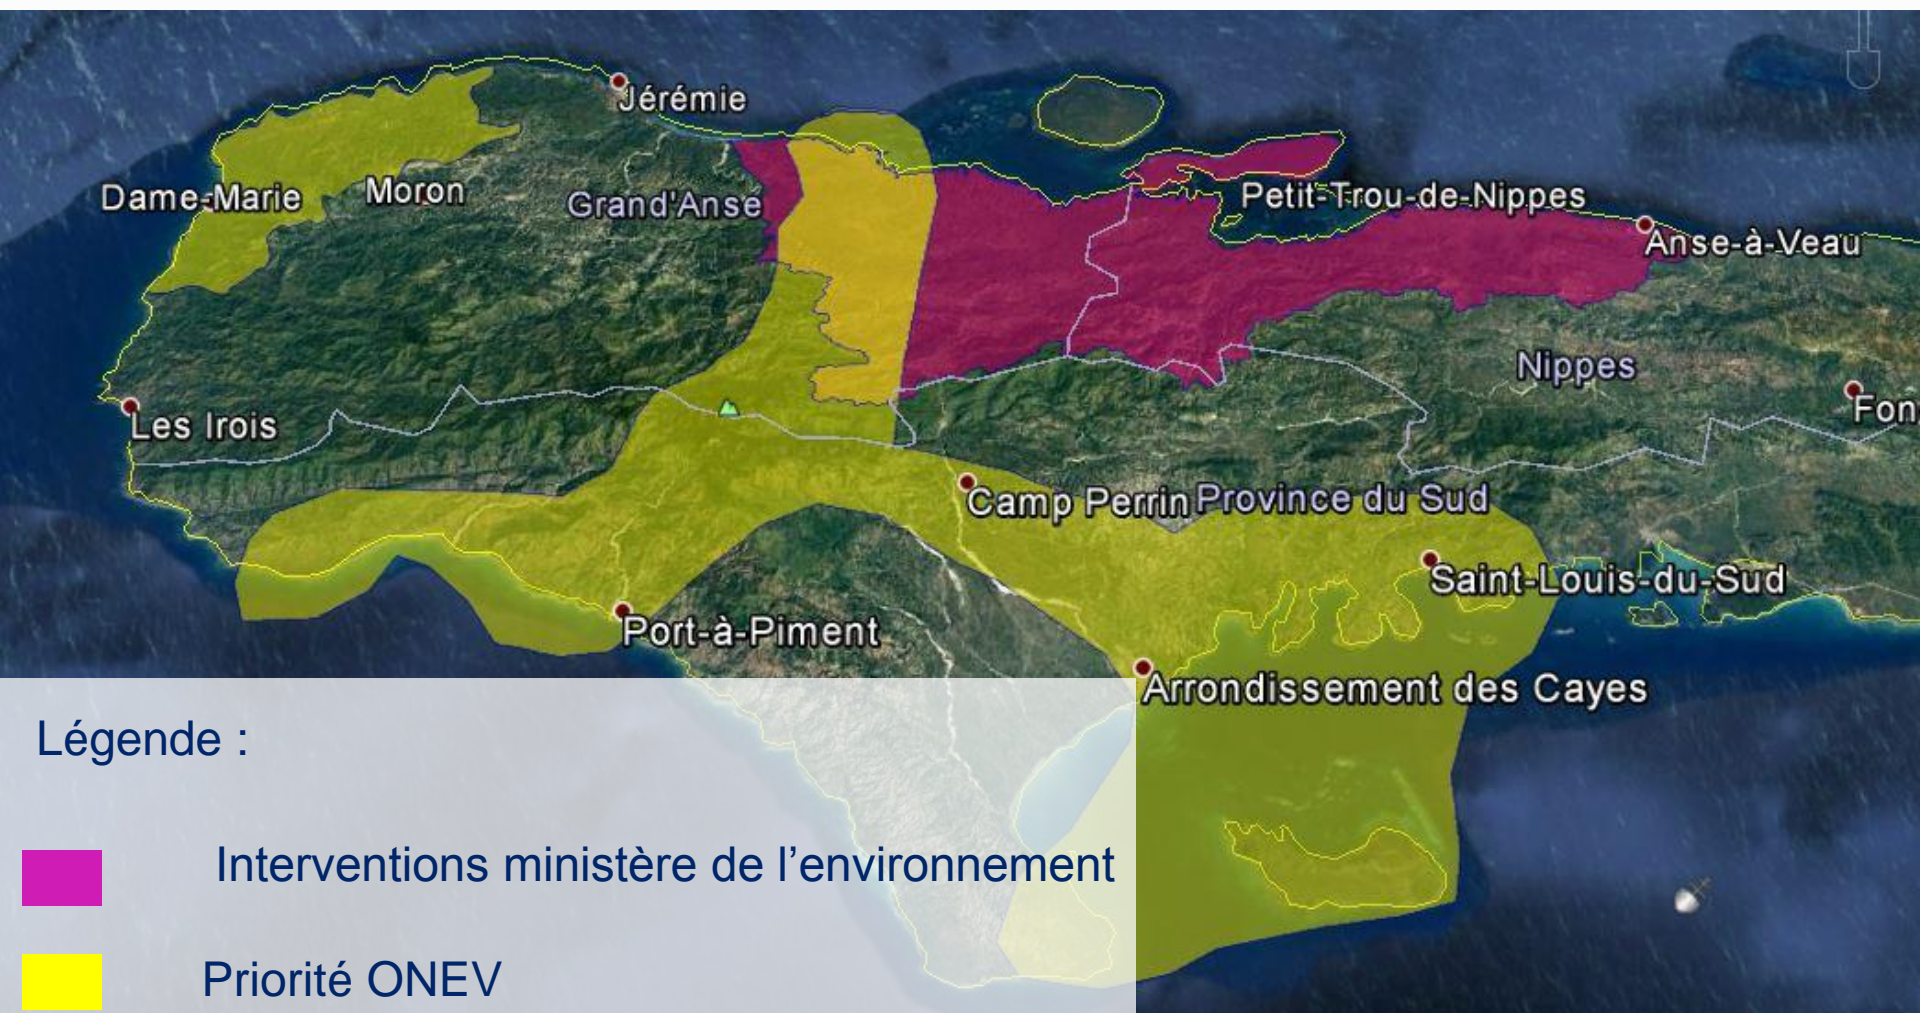 Jérémie
Dame-Marie
Moron
Grand'Anse
Petit-Trou-de-Nippes
Anse-à-Veau
Nippes
Les Irois
Fon
Camp Perrin
Province du Sud
Saint-Louis-du-Sud
Port-à-Piment
Arrondissement des Cayes
Légende :
Interventions ministère de l’environnement
Priorité ONEV